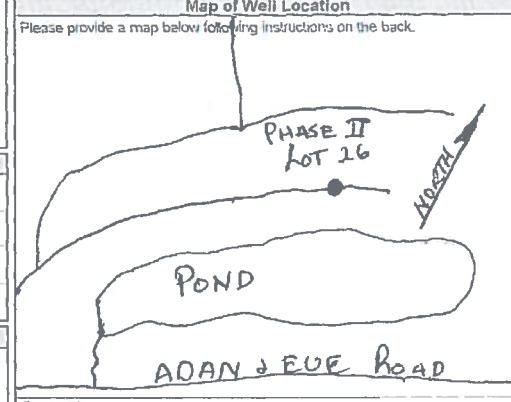 Map of Well Location
Please provide a map below following instructions on the back.
PHASE II
LOT 26
NORTH
POND
ADAN & EVE ROAD